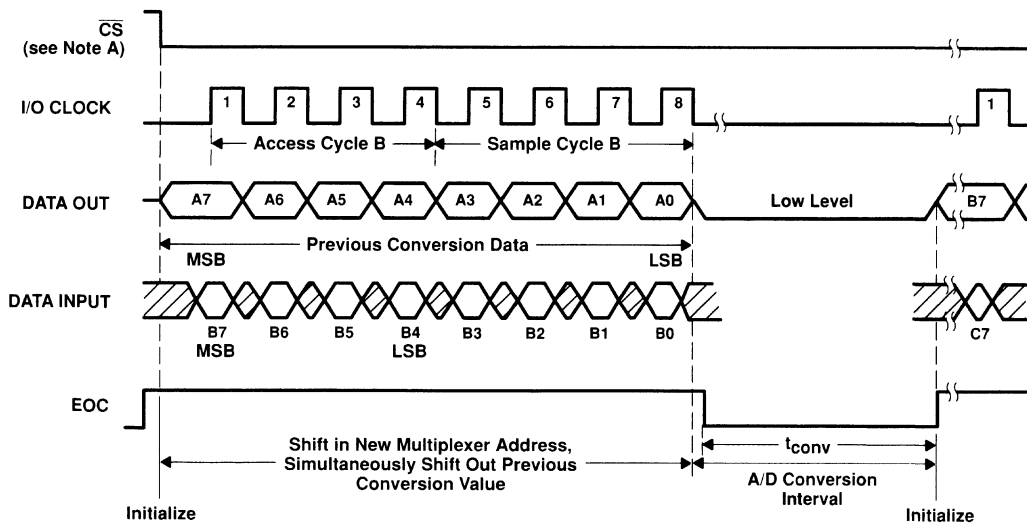 CS
(see Note A)
I/O CLOCK
1 2 3 4 5 6 7 8 1
Access Cycle B Sample Cycle B
DATA OUT
A7 A6 A5 A4 A3 A2 A1 A0 Low Level B7
Previous Conversion Data
MSB LSB
DATA INPUT
B7 B6 B5 B4 B3 B2 B1 B0 C7
MSB LSB
EOC
Shift in New Multiplexer Address,
Simultaneously Shift Out Previous
Conversion Value
tconv
A/D Conversion
Interval
Initialize Initialize